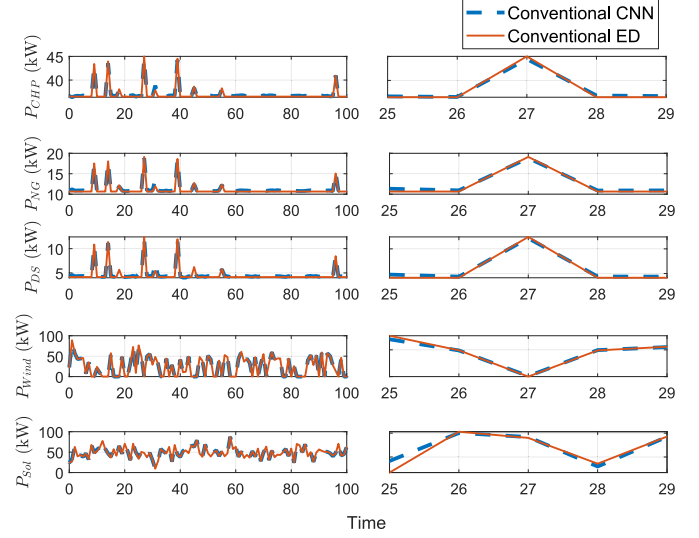 Conventional CNN
Conventional ED
P_CHP (kW)
45
40
0 20 40 60 80 100
25 26 27 28 29
P_NG (kW)
20
15
10
0 20 40 60 80 100
25 26 27 28 29
P_DS (kW)
10
5
0 20 40 60 80 100
25 26 27 28 29
P_Wind (kW)
100
50
0
0 20 40 60 80 100
25 26 27 28 29
P_Sol (kW)
100
50
0
0 20 40 60 80 100
25 26 27 28 29
Time